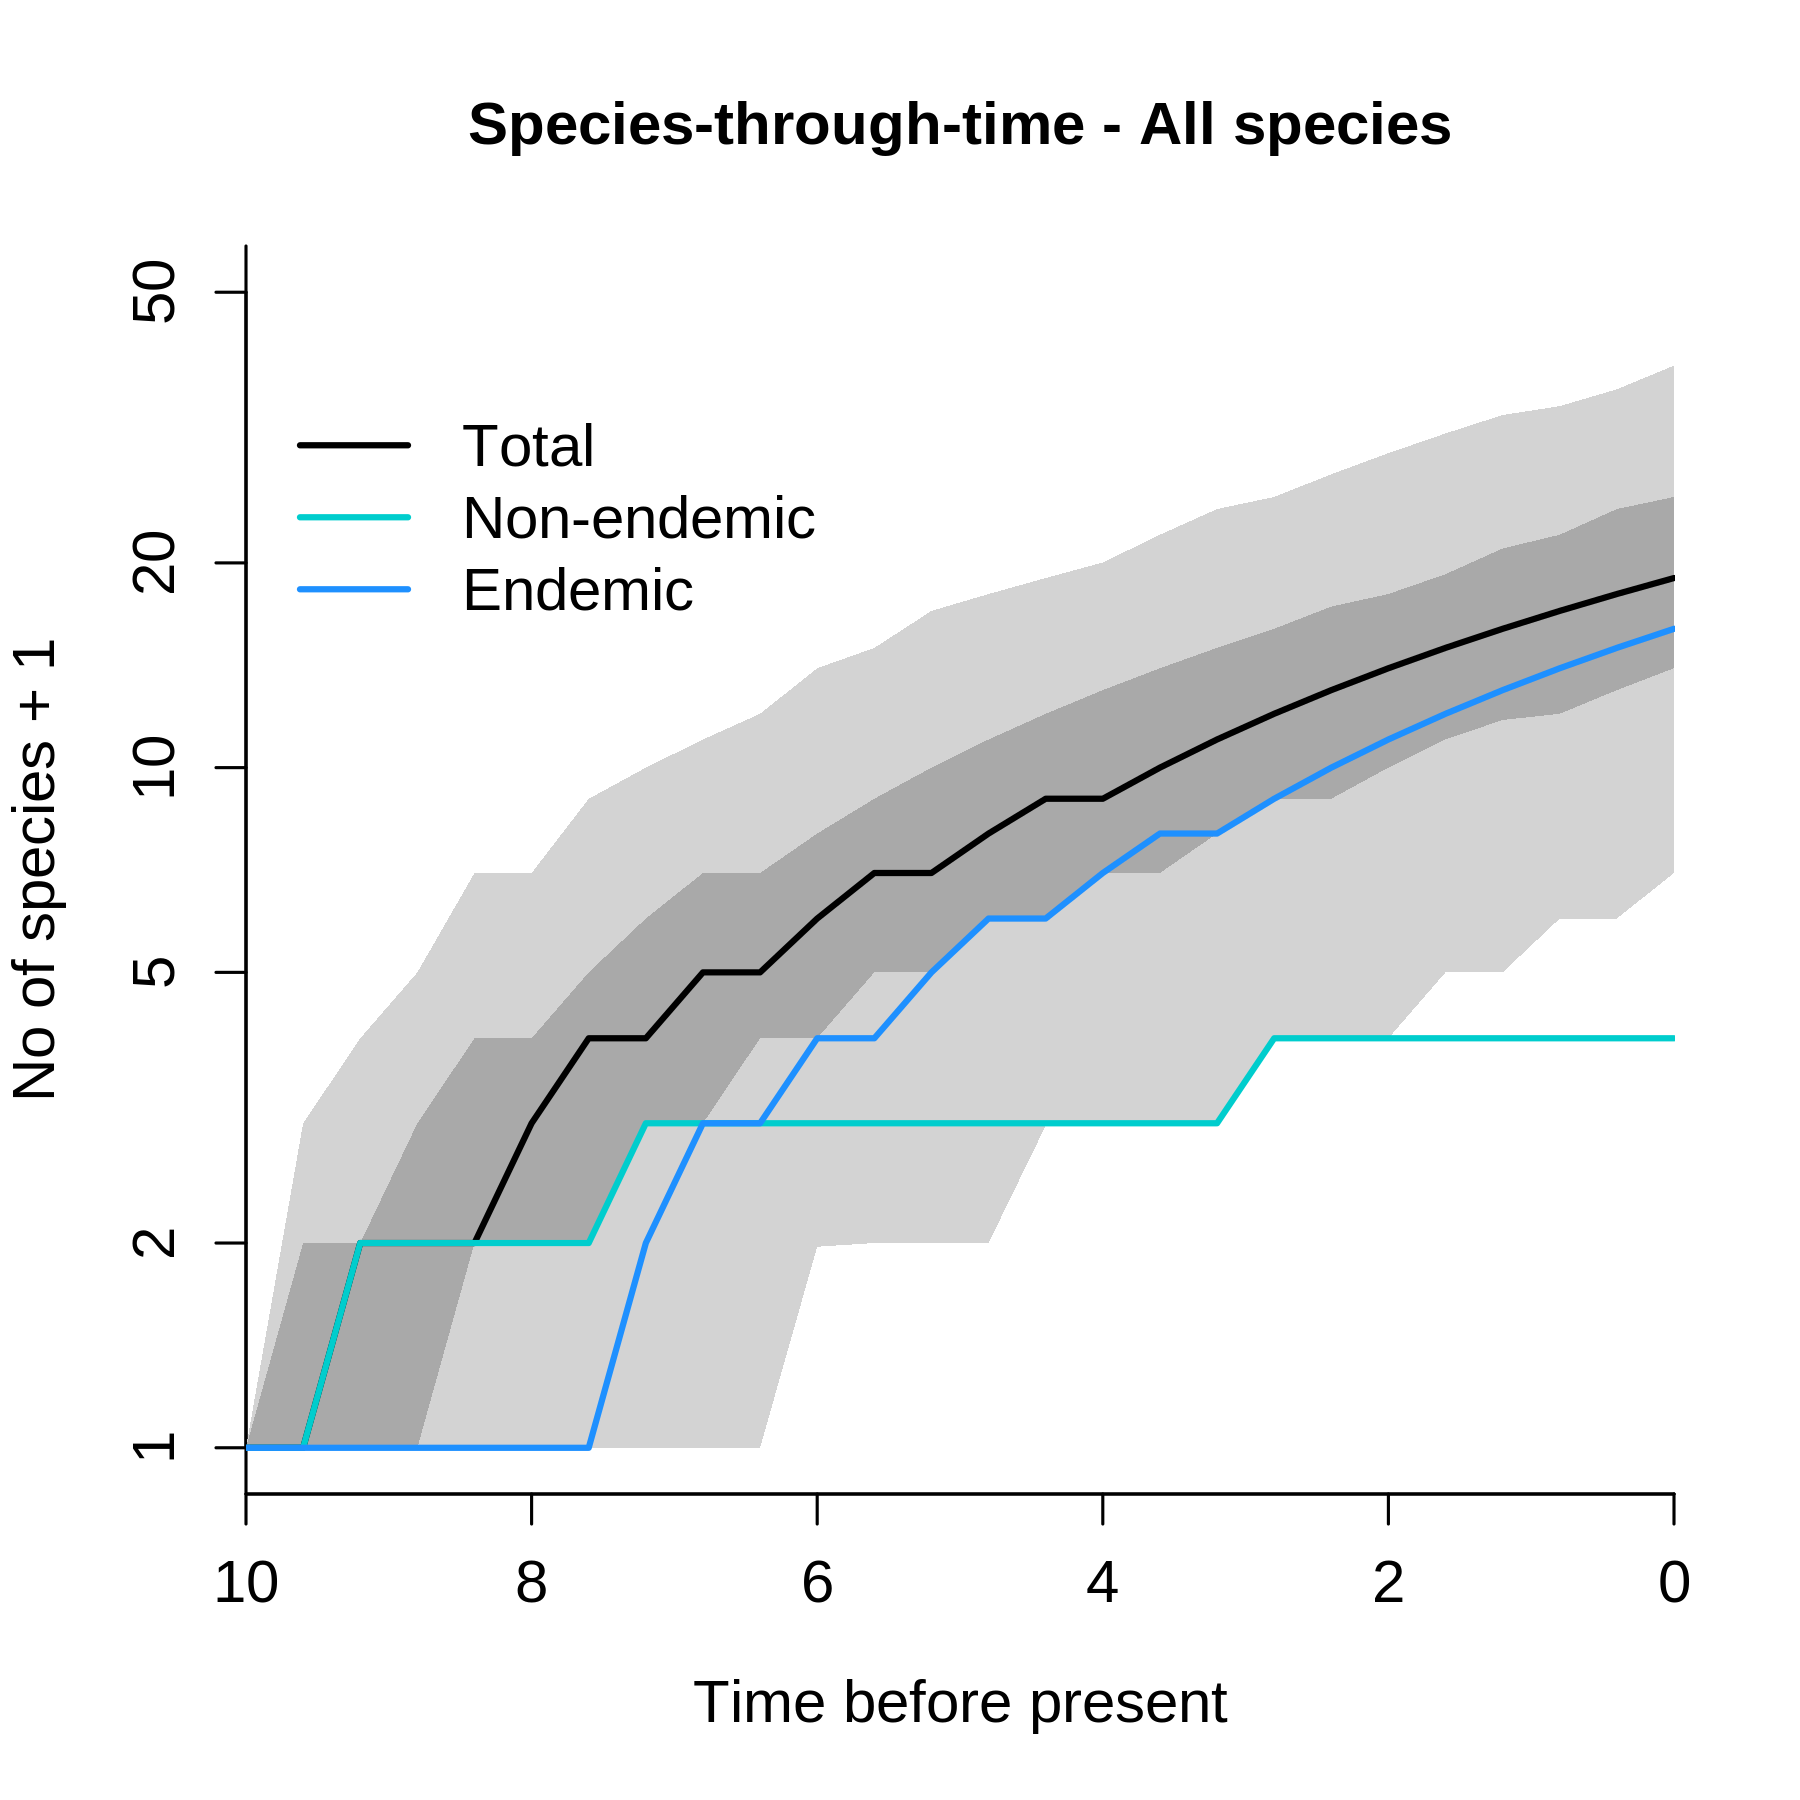 Species-through-time - All species
50
20
10
5
2
1
No of species + 1
Total
Non-endemic
Endemic
10 8 6 4 2 0
Time before present